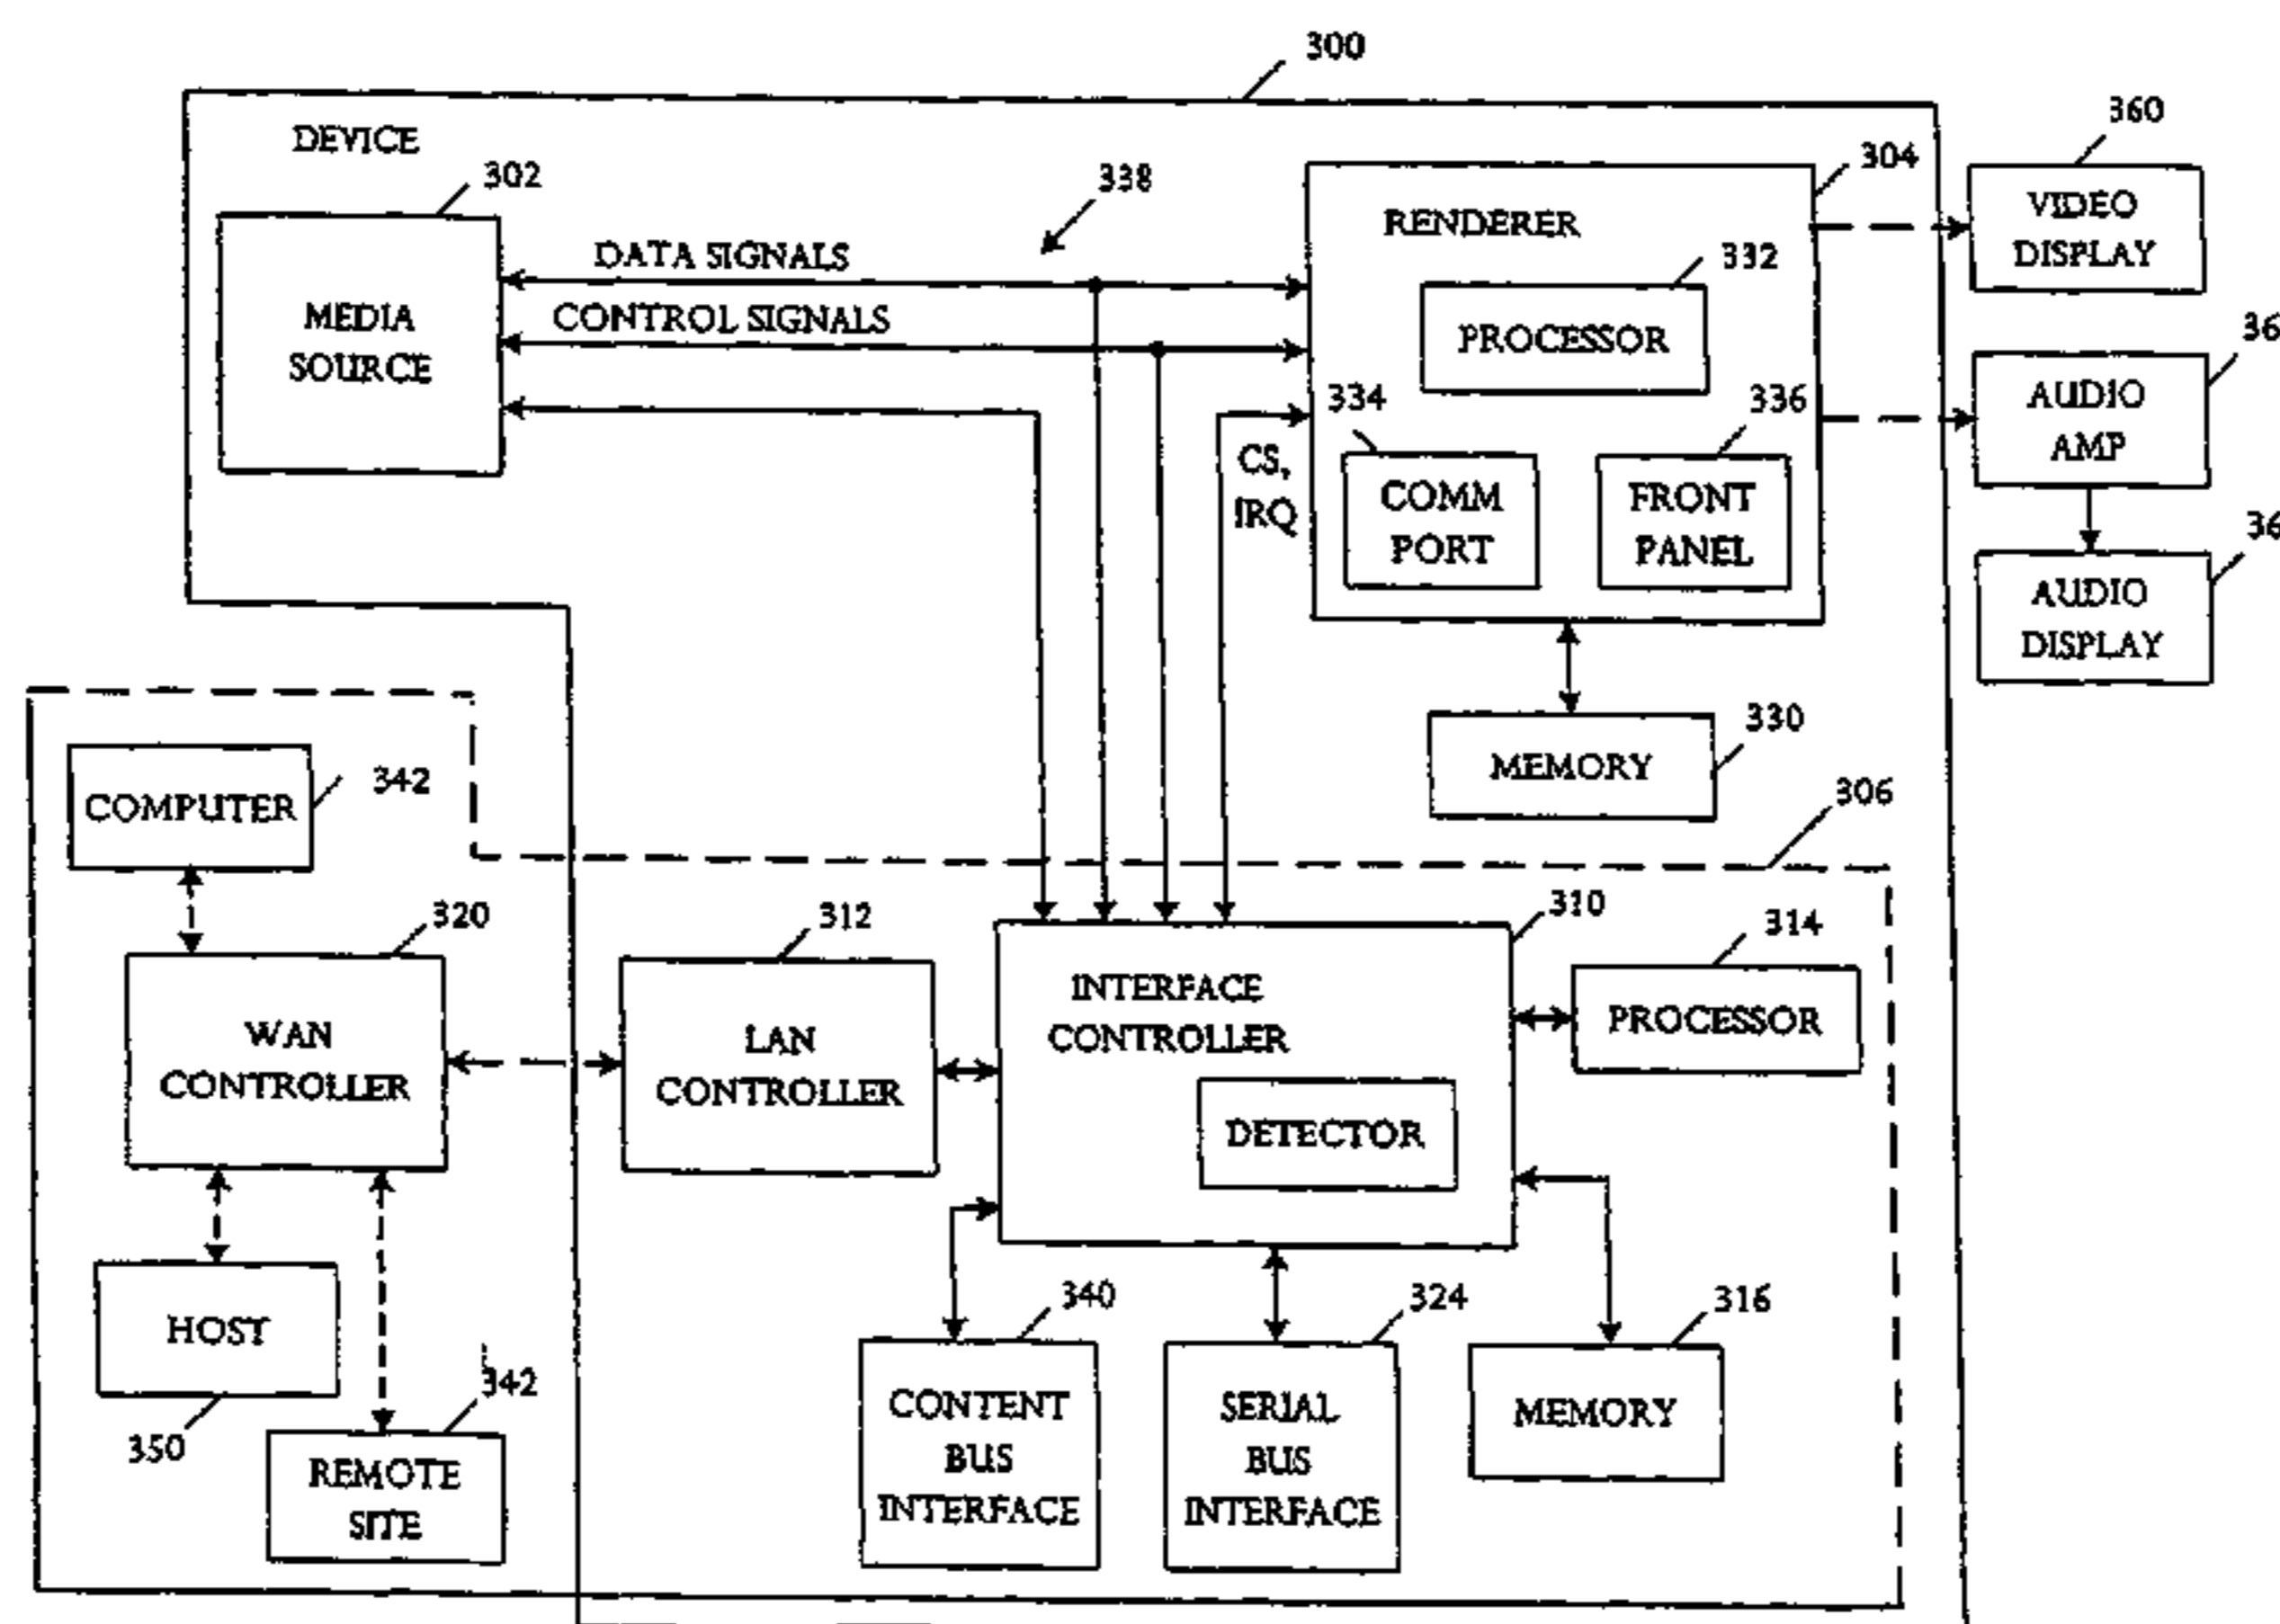 300
DEVICE
302
338
304
360
VIDEO
DISPLAY
MEDIA
SOURCE
DATA SIGNALS
CONTROL SIGNALS
RENDERER
332
PROCESSOR
334
336
COMM
PORT
FRONT
PANEL
CS,
IRQ
36
AUDIO
AMP
36
AUDIO
DISPLAY
330
MEMORY
306
COMPUTER
342
320
WAN
CONTROLLER
312
LAN
CONTROLLER
310
INTERFACE
CONTROLLER
DETECTOR
314
PROCESSOR
HOST
350
342
REMOTE
SITE
340
CONTENT
BUS
INTERFACE
324
SERIAL
BUS
INTERFACE
316
MEMORY